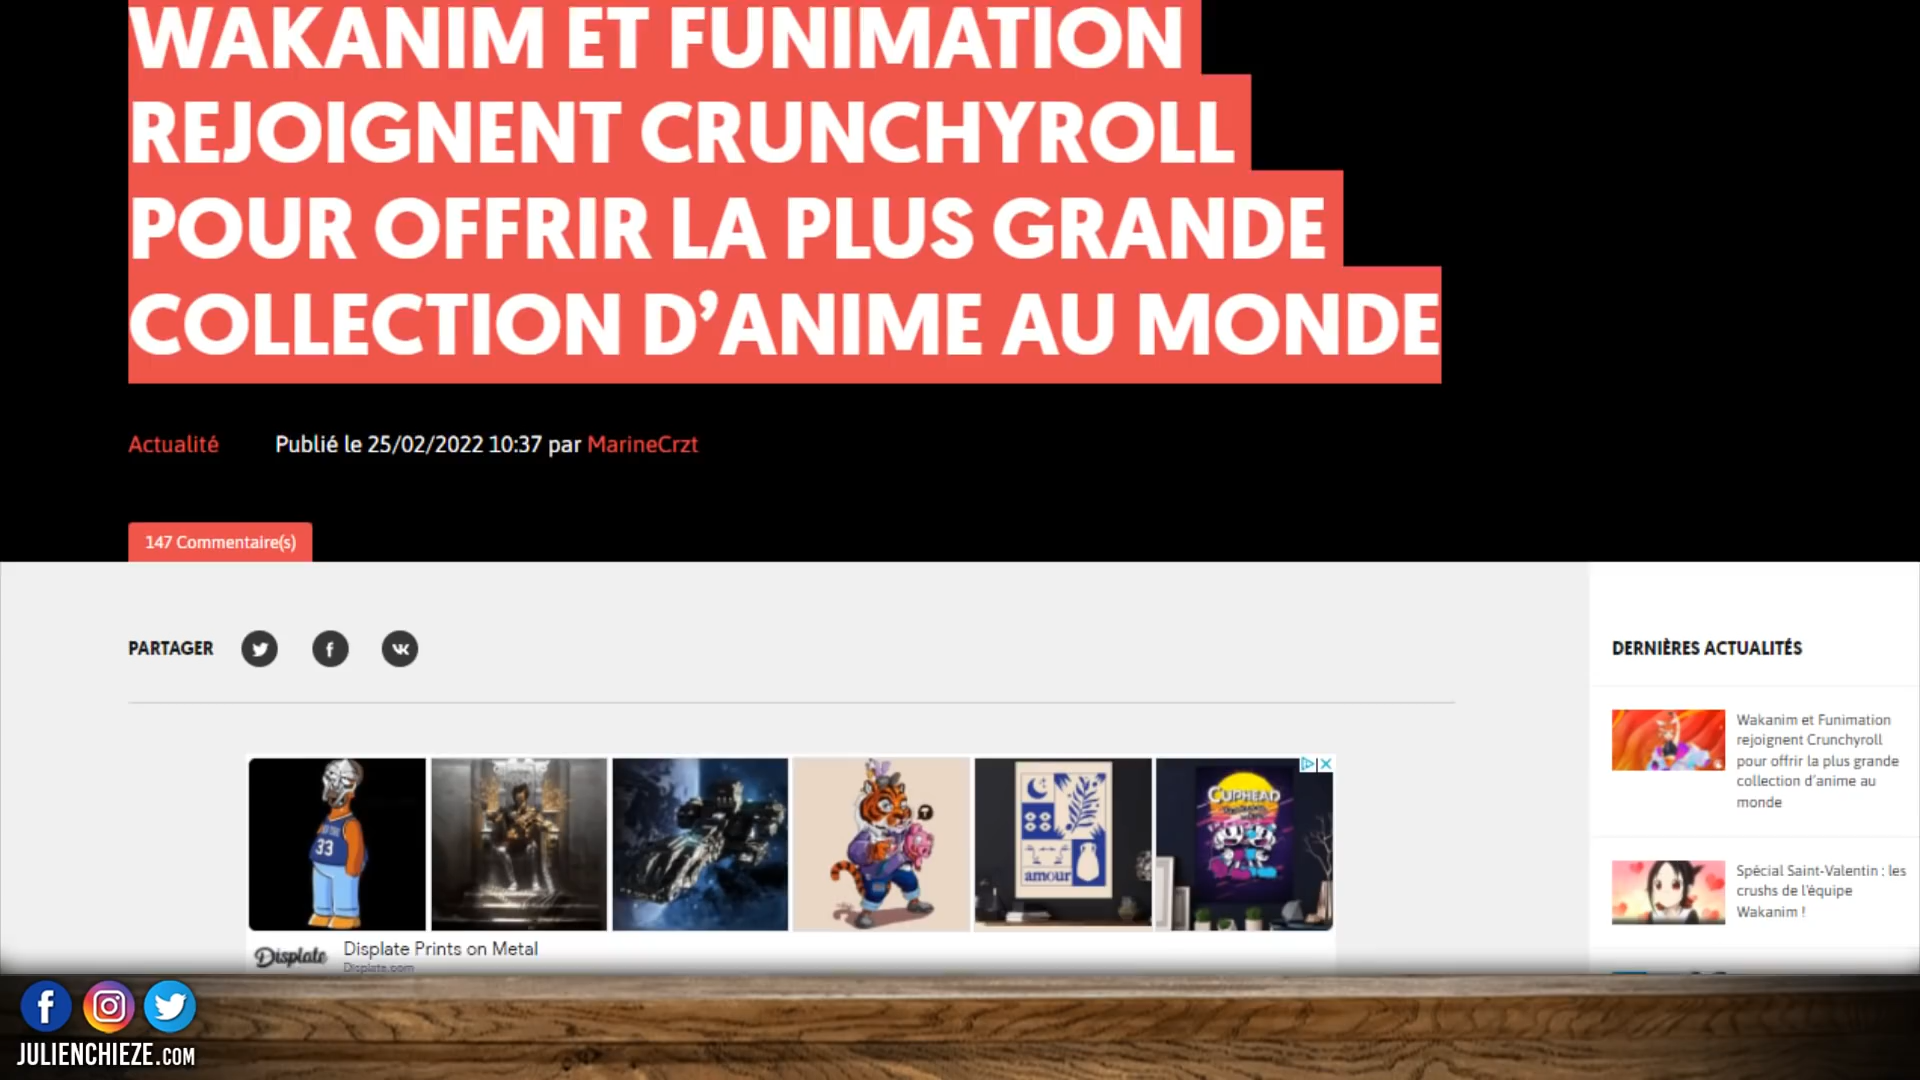 WAKANIM ET FUNIMATION
REJOIGNENT CRUNCHYROLL
POUR OFFRIR LA PLUS GRANDE
COLLECTION D’ANIME AU MONDE
Actualité
Publié le 25/02/2022 10:37 par MarineCrzt
147 Commentaire(s)
PARTAGER
DERNIÈRES ACTUALITÉS
Wakanim et Funimation
rejoignent Crunchyroll
pour offrir la plus grande
collection d’anime au
monde
Spécial Saint-Valentin : les
crushs de l'équipe
Wakanim !
33
amour
CUPHEAD
Displate
Displate Prints on Metal
Displate.com
JULIENCHIEZE.COM